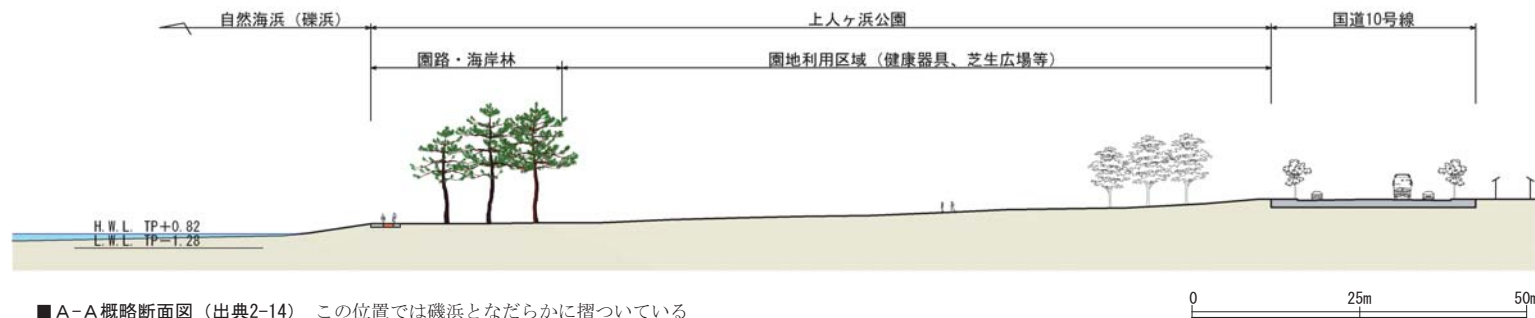 自然海浜（礫浜）
上人ヶ浜公園
国道10号線
園路・海岸林
園地利用区域（健康器具、芝生広場等）
H.W.L. TP+0.82
L.W.L. TP-1.28
■A-A概略断面図（出典2-14） この位置では磯浜となだらかに摺ついている
0 25m 50m